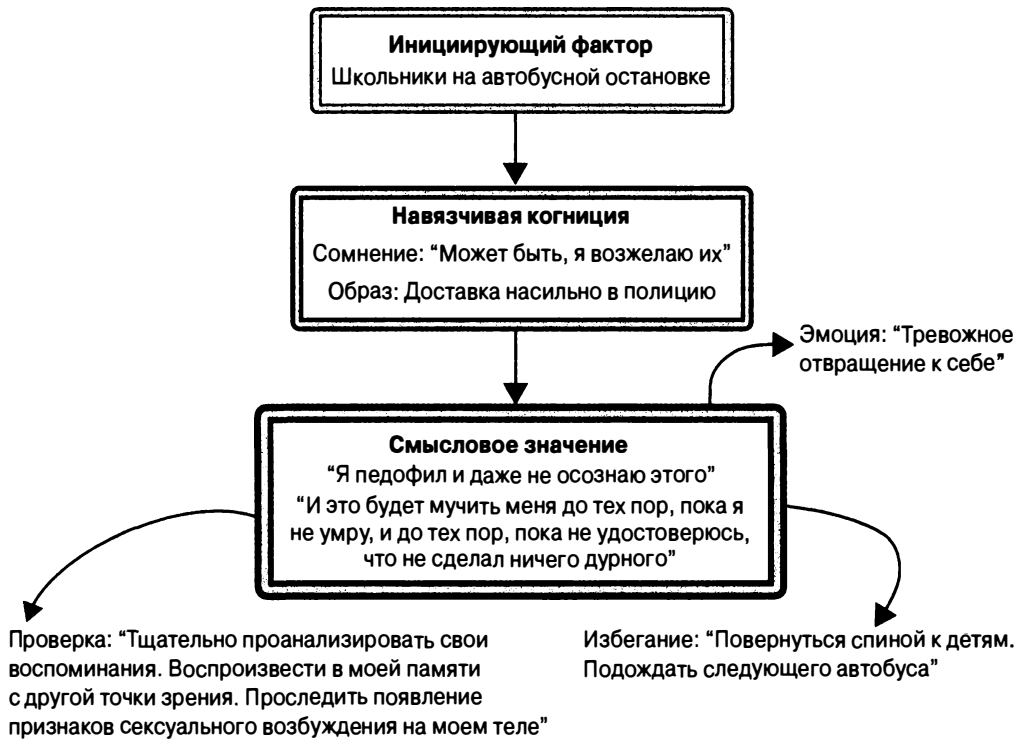 Инициирующий фактор
Школьники на автобусной остановке
Навязчивая когниция
Сомнение: “Может быть, я возжелаю их”
Образ: Доставка насильно в полицию
Эмоция: “Тревожное
отвращение к себе”
Смысловое значение
“Я педофил и даже не осознаю этого”
“И это будет мучить меня до тех пор, пока я
не умру, и до тех пор, пока не удостоверюсь,
что не сделал ничего дурного”
Проверка: “Тщательно проанализировать свои
воспоминания. Воспроизвести в моей памяти
с другой точки зрения. Проследить появление
признаков сексуального возбуждения на моем теле”
Избегание: “Повернуться спиной к детям.
Подождать следующего автобуса”